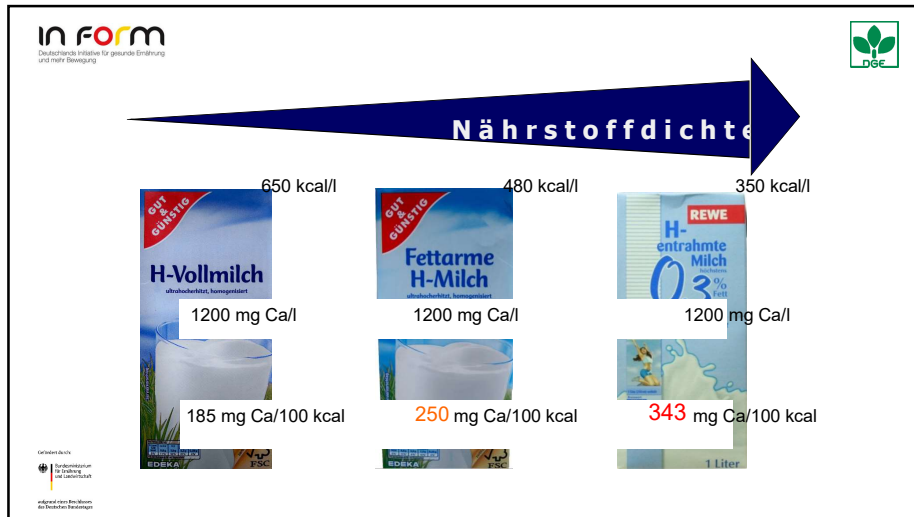 IN FORM
Deutschlands Initiative für gesunde Ernährung
und mehr Bewegung
DGE
Nährstoffdichte
650 kcal/l
480 kcal/l
350 kcal/l
GUT &
GÜNSTIG
H-Vollmilch
ultrahocherhitzt, homogenisiert
GUT &
GÜNSTIG
Fettarme
H-Milch
ultrahocherhitzt, homogenisiert
REWE
H-
entrahmte
Milch
höchstens
0,3 %
Fett
1200 mg Ca/l
1200 mg Ca/l
1200 mg Ca/l
185 mg Ca/100 kcal
250 mg Ca/100 kcal
343 mg Ca/100 kcal
EDEKA
FSC
EDEKA
FSC
1 Liter
Gefördert durch:
Bundesministerium
für Ernährung
und Landwirtschaft
aufgrund eines Beschlusses
des Deutschen Bundestages